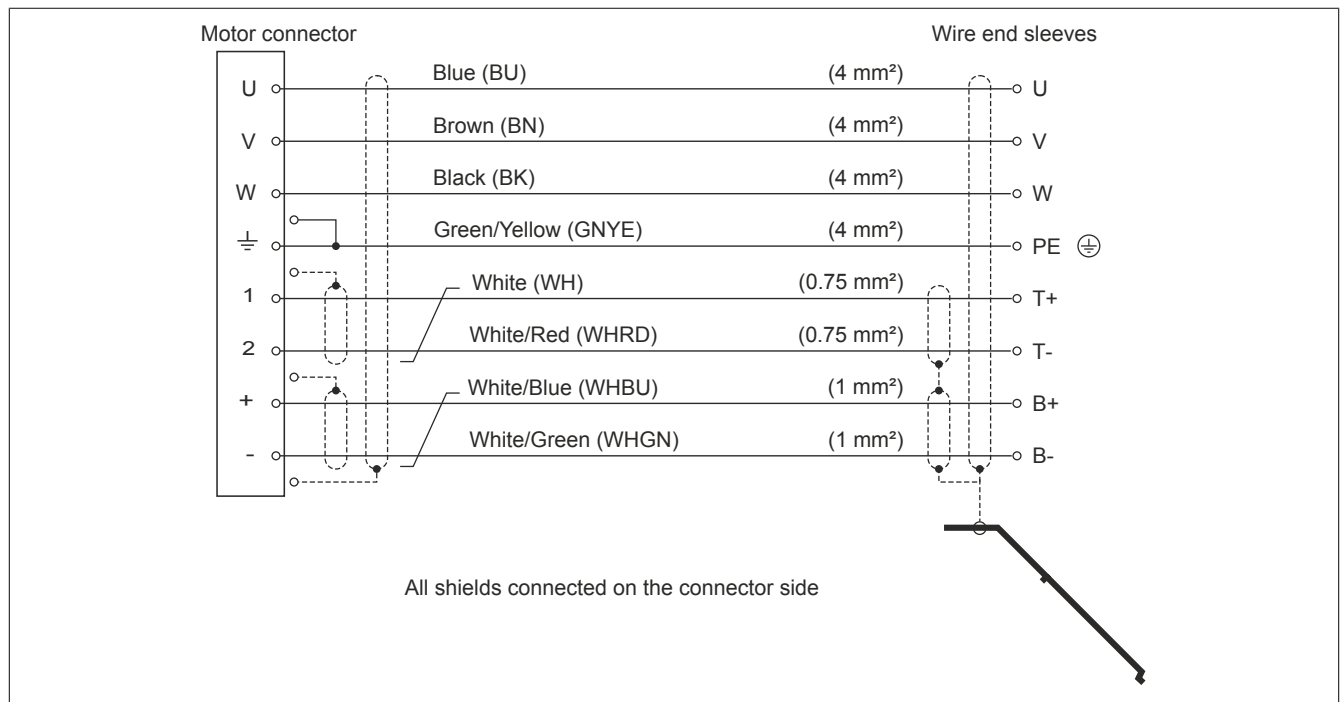 Motor connector Wire end sleeves
U Blue (BU) (4 mm²) U
V Brown (BN) (4 mm²) V
W Black (BK) (4 mm²) W
Green/Yellow (GNYE) (4 mm²) PE
1 White (WH) (0.75 mm²) T+
2 White/Red (WHRD) (0.75 mm²) T-
+ White/Blue (WHBU) (1 mm²) B+
- White/Green (WHGN) (1 mm²) B-
All shields connected on the connector side